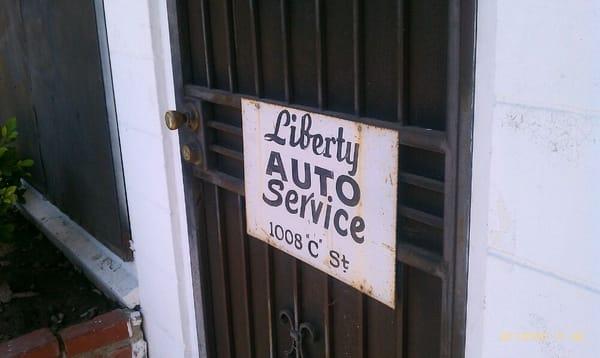 Liberty
AUTO
Service
1008 "C" St